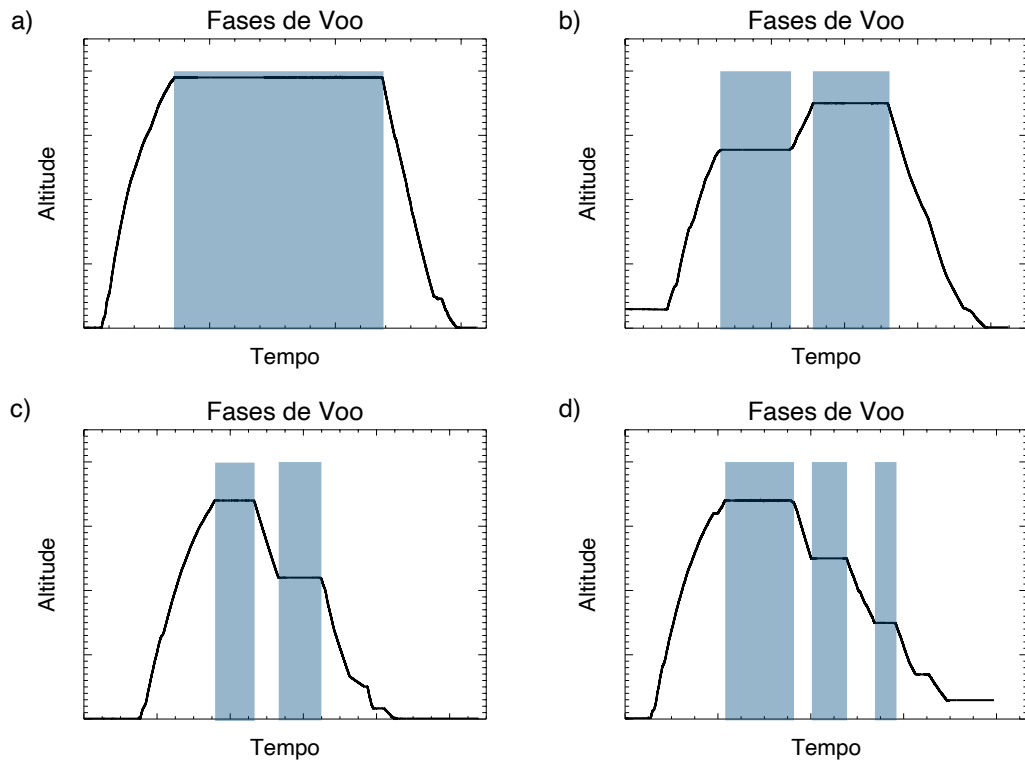 a)
Fases de Voo
Altitude
Tempo
b)
Fases de Voo
Altitude
Tempo
c)
Fases de Voo
Altitude
Tempo
d)
Fases de Voo
Altitude
Tempo